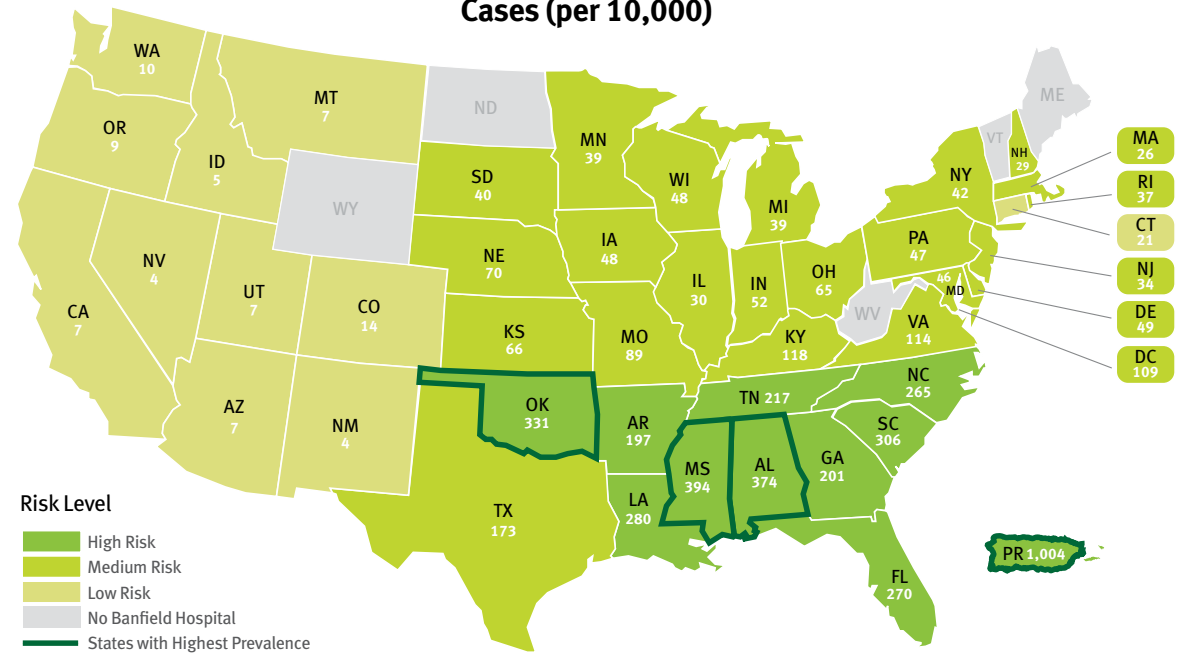 Cases (per 10,000)
WA
10
OR
9
ID
5
MT
7
WY
ND
SD
40
NE
70
KS
66
CA
7
NV
4
UT
7
CO
14
AZ
7
NM
4
OK
331
TX
173
MN
39
IA
48
MO
89
AR
197
LA
280
WI
48
IL
30
MI
39
IN
52
OH
65
KY
118
TN 217
MS
394
AL
374
GA
201
FL
270
SC
306
NC
265
VA
114
WV
46
MD
PA
47
NY
42
VT
NH
29
ME
MA
26
RI
37
CT
21
NJ
34
DE
49
DC
109
PR 1,004
Risk Level
High Risk
Medium Risk
Low Risk
No Banfield Hospital
States with Highest Prevalence